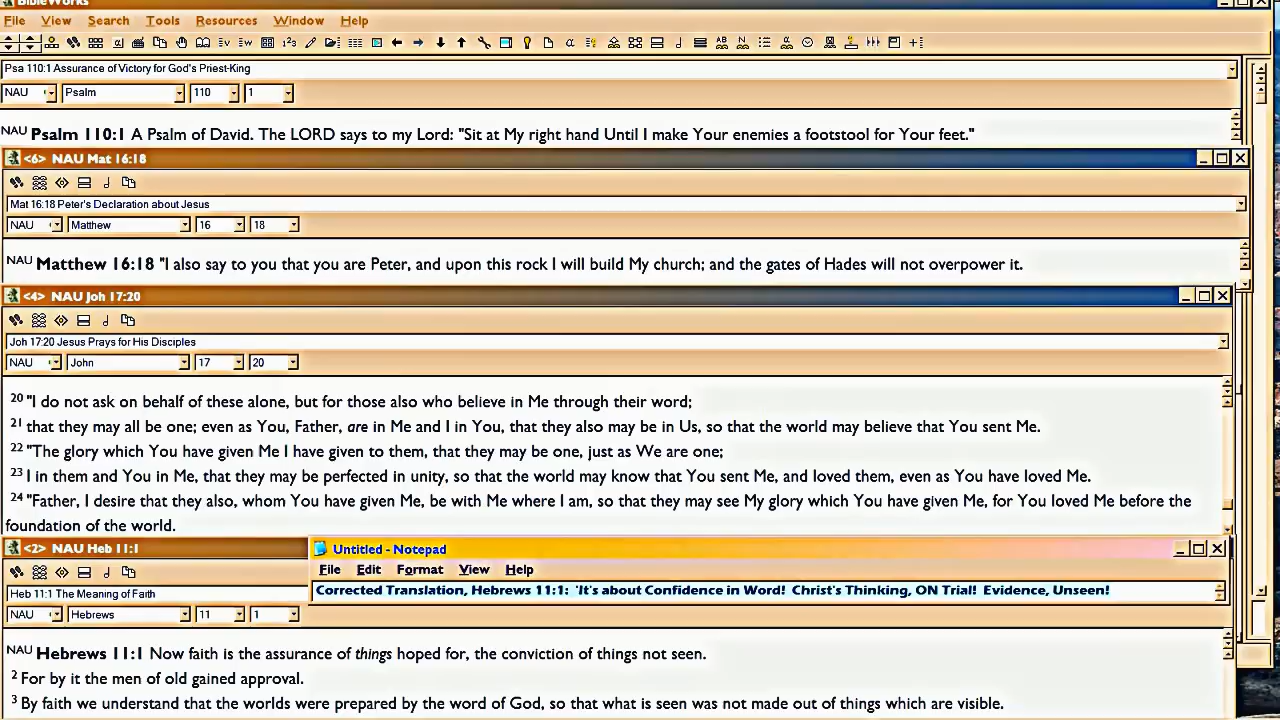 BibleWorks
File View Search Tools Resources Window Help
Psa 110:1 Assurance of Victory for God's Priest-King
NAU Psalm 110 1
NAU Psalm 110:1 A Psalm of David. The LORD says to my Lord: "Sit at My right hand Until I make Your enemies a footstool for Your feet."
<6> NAU Mat 16:18
Mat 16:18 Peter's Declaration about Jesus
NAU Matthew 16 18
NAU Matthew 16:18 "I also say to you that you are Peter, and upon this rock I will build My church; and the gates of Hades will not overpower it.
<4> NAU Joh 17:20
Joh 17:20 Jesus Prays for His Disciples
NAU John 17 20
20 "I do not ask on behalf of these alone, but for those also who believe in Me through their word;
21 that they may all be one; even as You, Father, are in Me and I in You, that they also may be in Us, so that the world may believe that You sent Me.
22 "The glory which You have given Me I have given to them, that they may be one, just as We are one;
23 I in them and You in Me, that they may be perfected in unity, so that the world may know that You sent Me, and loved them, even as You have loved Me.
24 "Father, I desire that they also, whom You have given Me, be with Me where I am, so that they may see My glory which You have given Me, for You loved Me before the
foundation of the world.
<2> NAU Heb 11:1
Untitled - Notepad
File Edit Format View Help
Corrected Translation, Hebrews 11:1: 'It's about Confidence in Word! Christ's Thinking, ON Trial! Evidence, Unseen!
Heb 11:1 The Meaning of Faith
NAU Hebrews 11 1
NAU Hebrews 11:1 Now faith is the assurance of things hoped for, the conviction of things not seen.
2 For by it the men of old gained approval.
3 By faith we understand that the worlds were prepared by the word of God, so that what is seen was not made out of things which are visible.